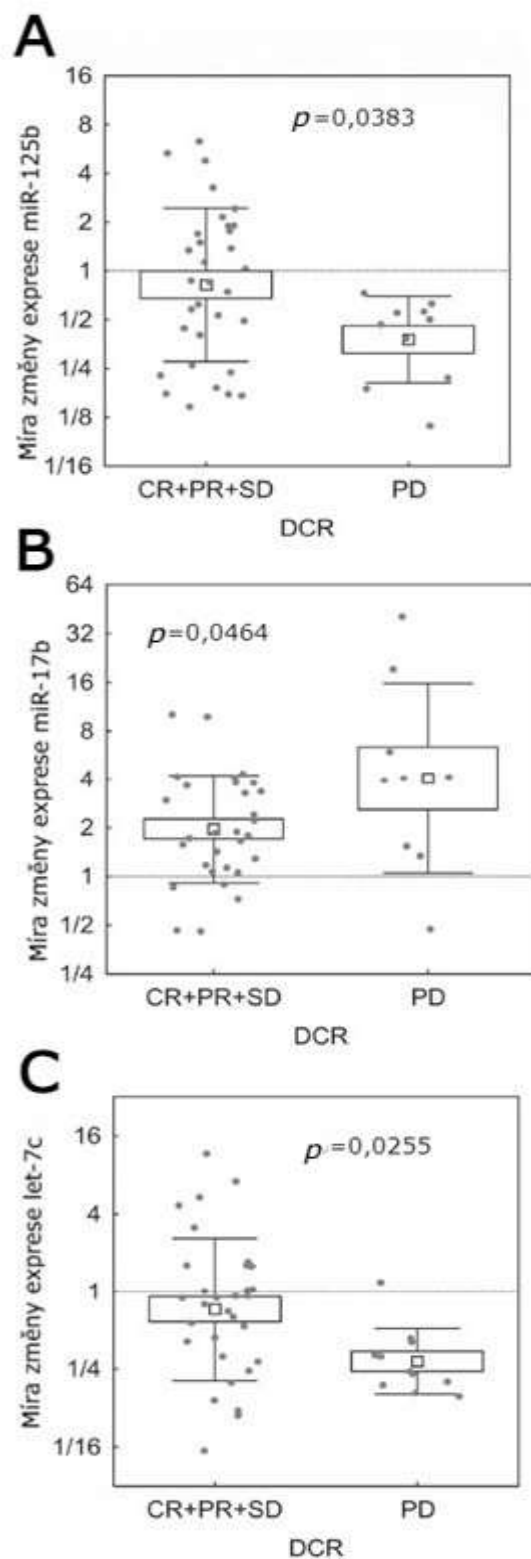 A
Míra změny exprese miR-125b
16
8
4
2
1
1/2
1/4
1/8
1/16
p=0,0383
CR+PR+SD PD
DCR
B
Míra změny exprese miR-17b
64
32
16
8
4
2
1
1/2
1/4
p=0,0464
CR+PR+SD PD
DCR
C
Míra změny exprese let-7c
16
4
1
1/4
1/16
p=0,0255
CR+PR+SD PD
DCR